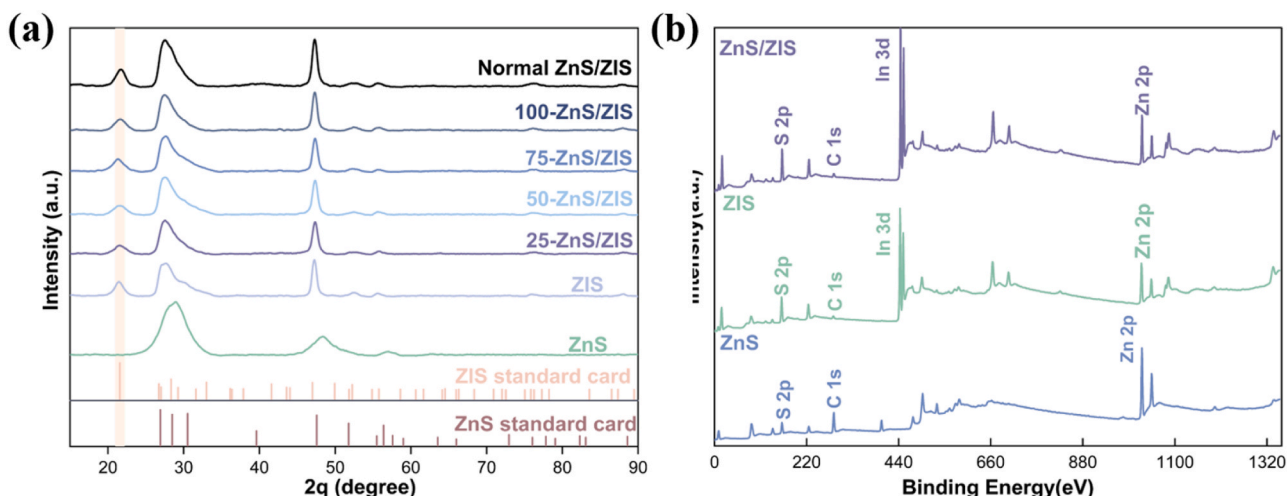 (a)
Normal ZnS/ZIS
100-ZnS/ZIS
75-ZnS/ZIS
50-ZnS/ZIS
25-ZnS/ZIS
ZIS
ZnS
ZIS standard card
ZnS standard card
Intensity (a.u.)
20 30 40 50 60 70 80 90
2q (degree)
(b)
ZnS/ZIS
S 2p
C 1s
In 3d
Zn 2p
ZIS
S 2p
C 1s
In 3d
Zn 2p
ZnS
S 2p
C 1s
Zn 2p
Intensity(a.u.)
0 220 440 660 880 1100 1320
Binding Energy(eV)